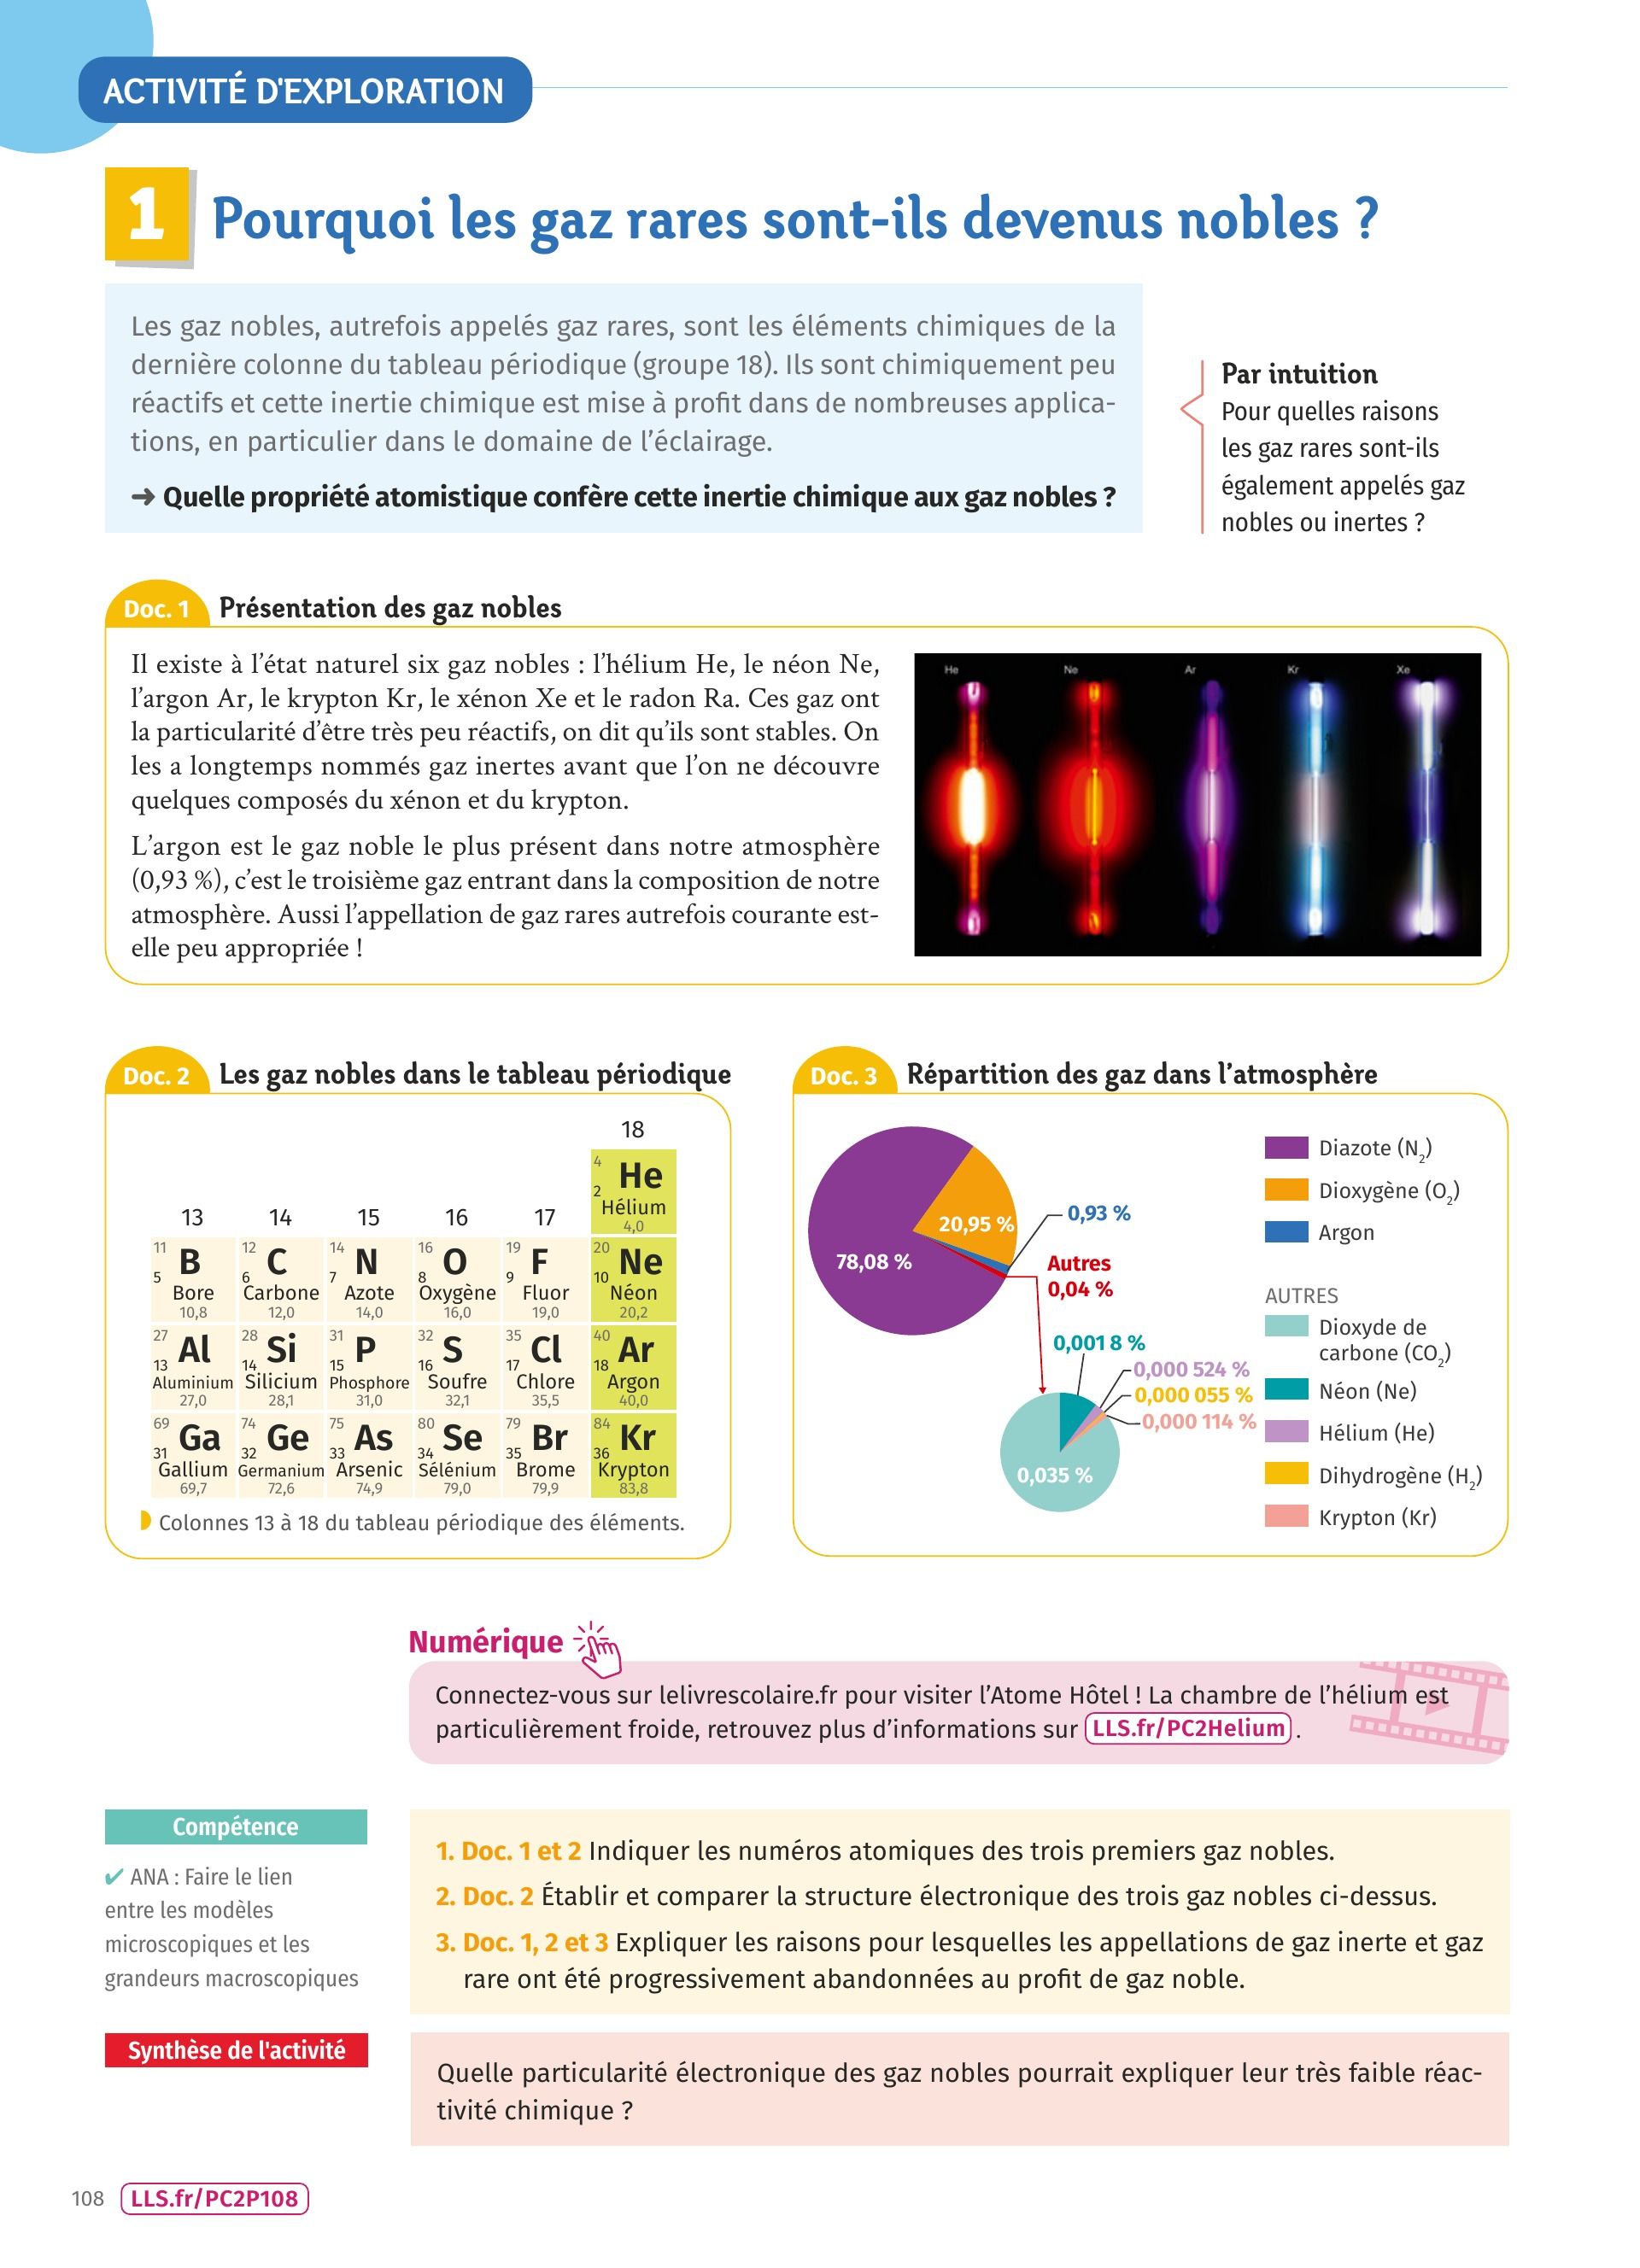 ACTIVITÉ D'EXPLORATION
1 Pourquoi les gaz rares sont-ils devenus nobles ?
Les gaz nobles, autrefois appelés gaz rares, sont les éléments chimiques de la
dernière colonne du tableau périodique (groupe 18). Ils sont chimiquement peu
réactifs et cette inertie chimique est mise à profit dans de nombreuses applica-
tions, en particulier dans le domaine de l’éclairage.
➜ Quelle propriété atomistique confère cette inertie chimique aux gaz nobles ?
Par intuition
Pour quelles raisons
les gaz rares sont-ils
également appelés gaz
nobles ou inertes ?
Doc. 1 Présentation des gaz nobles
Il existe à l’état naturel six gaz nobles : l’hélium He, le néon Ne,
l’argon Ar, le krypton Kr, le xénon Xe et le radon Ra. Ces gaz ont
la particularité d’être très peu réactifs, on dit qu’ils sont stables. On
les a longtemps nommés gaz inertes avant que l’on ne découvre
quelques composés du xénon et du krypton.
L’argon est le gaz noble le plus présent dans notre atmosphère
(0,93 %), c’est le troisième gaz entrant dans la composition de notre
atmosphère. Aussi l’appellation de gaz rares autrefois courante est-
elle peu appropriée !
He Ne Ar Kr Xe
Doc. 2 Les gaz nobles dans le tableau périodique
18
4 He
2
Hélium
4,0
13 14 15 16 17
11 B 12 C 14 N 16 O 19 F 20 Ne
5 6 7 8 9 10
Bore Carbone Azote Oxygène Fluor Néon
10,8 12,0 14,0 16,0 19,0 20,2
27 Al 28 Si 31 P 32 S 35 Cl 40 Ar
13 14 15 16 17 18
Aluminium Silicium Phosphore Soufre Chlore Argon
27,0 28,1 31,0 32,1 35,5 40,0
69 Ga 74 Ge 75 As 80 Se 79 Br 84 Kr
31 32 33 34 35 36
Gallium Germanium Arsenic Sélénium Brome Krypton
69,7 72,6 74,9 79,0 79,9 83,8
Colonnes 13 à 18 du tableau périodique des éléments.
Doc. 3 Répartition des gaz dans l’atmosphère
78,08 %
20,95 %
0,93 %
Autres
0,04 %
0,001 8 %
0,000 524 %
0,000 055 %
0,000 114 %
0,035 %
Diazote (N2)
Dioxygène (O2)
Argon
AUTRES
Dioxyde de
carbone (CO2)
Néon (Ne)
Hélium (He)
Dihydrogène (H2)
Krypton (Kr)
Numérique
Connectez-vous sur lelivrescolaire.fr pour visiter l’Atome Hôtel ! La chambre de l’hélium est
particulièrement froide, retrouvez plus d’informations sur LLS.fr/PC2Helium .
Compétence
✔ ANA : Faire le lien
entre les modèles
microscopiques et les
grandeurs macroscopiques
1. Doc. 1 et 2 Indiquer les numéros atomiques des trois premiers gaz nobles.
2. Doc. 2 Établir et comparer la structure électronique des trois gaz nobles ci-dessus.
3. Doc. 1, 2 et 3 Expliquer les raisons pour lesquelles les appellations de gaz inerte et gaz
rare ont été progressivement abandonnées au profit de gaz noble.
Synthèse de l'activité
Quelle particularité électronique des gaz nobles pourrait expliquer leur très faible réac-
tivité chimique ?
108 LLS.fr/PC2P108